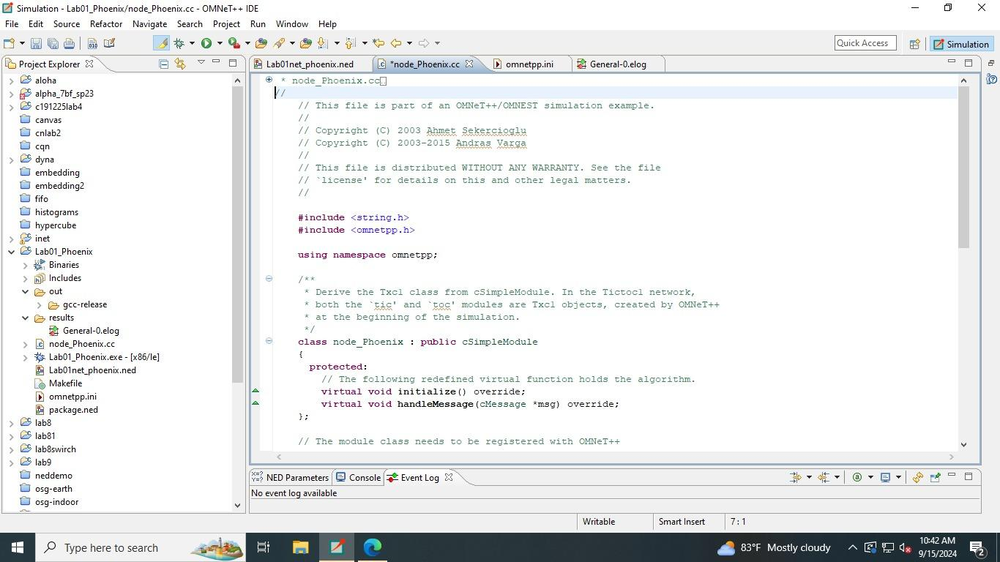 Simulation - Lab01_Phoenix/node_Phoenix.cc - OMNeT++ IDE
File Edit Source Refactor Navigate Search Project Run Window Help
Quick Access
Simulation
Project Explorer
aloha
alpha_7bf_sp23
c191225lab4
canvas
cnlab2
cqn
dyna
embedding
embedding2
fifo
histograms
hypercube
inet
Lab01_Phoenix
Binaries
Includes
out
gcc-release
results
General-0.elog
node_Phoenix.cc
Lab01_Phoenix.exe - [x86/le]
Lab01net_phoenix.ned
Makefile
omnetpp.ini
package.ned
lab8
lab81
lab8swirch
lab9
neddemo
osg-earth
osg-indoor
Lab01net_phoenix.ned *node_Phoenix.cc omnetpp.ini General-0.elog
* node_Phoenix.cc
//
// This file is part of an OMNeT++/OMNEST simulation example.
//
// Copyright (C) 2003 Ahmet Sekercioglu
// Copyright (C) 2003-2015 Andras Varga
//
// This file is distributed WITHOUT ANY WARRANTY. See the file
// `license' for details on this and other legal matters.
//
#include <string.h>
#include <omnetpp.h>
using namespace omnetpp;
/**
* Derive the Txc1 class from cSimpleModule. In the Tictoc1 network,
* both the `tic' and `toc' modules are Txc1 objects, created by OMNeT++
* at the beginning of the simulation.
*/
class node_Phoenix : public cSimpleModule
{
protected:
// The following redefined virtual function holds the algorithm.
virtual void initialize() override;
virtual void handleMessage(cMessage *msg) override;
};
// The module class needs to be registered with OMNeT++
NED Parameters Console Event Log
No event log available
Writable Smart Insert 7 : 1
Type here to search
83°F Mostly cloudy
10:42 AM
9/15/2024
2